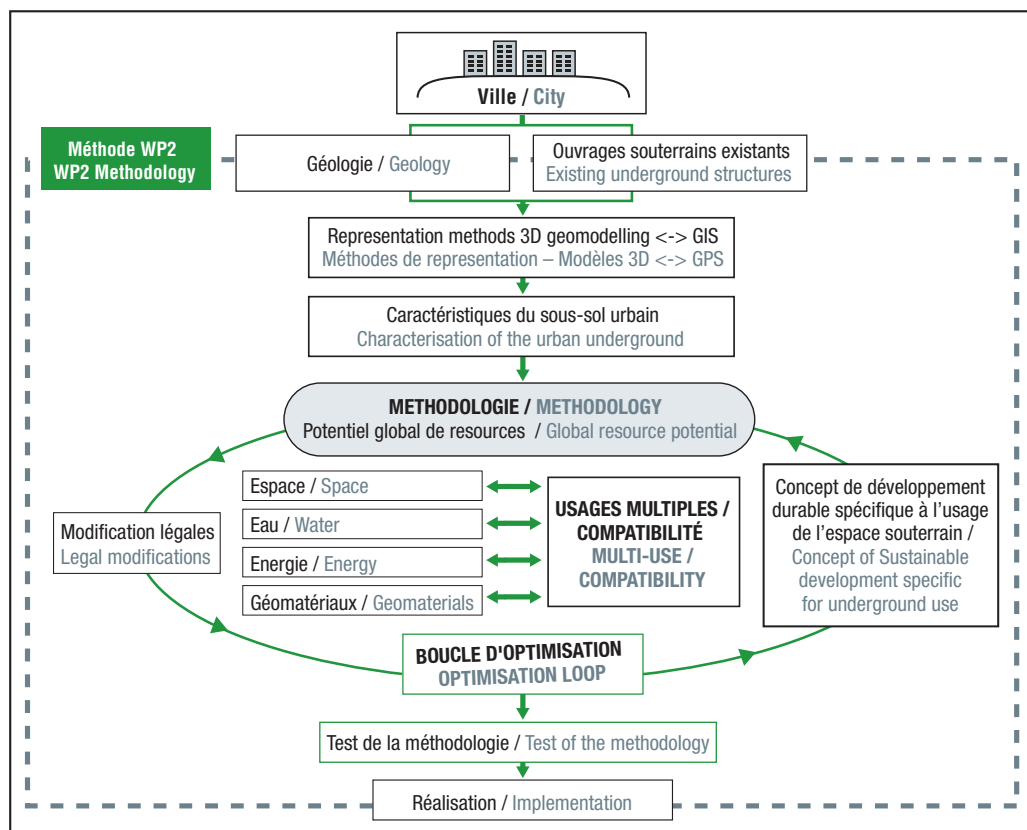 Ville / City
Méthode WP2
WP2 Methodology
Géologie / Geology
Ouvrages souterrains existants
Existing underground structures
Representation methods 3D geomodelling <-> GIS
Méthodes de representation – Modèles 3D <-> GPS
Caractéristiques du sous-sol urbain
Characterisation of the urban underground
METHODOLOGIE / METHODOLOGY
Potentiel global de resources / Global resource potential
Modification légales
Legal modifications
Espace / Space
Eau / Water
Energie / Energy
Géomatériaux / Geomaterials
USAGES MULTIPLES /
COMPATIBILITÉ
MULTI-USE /
COMPATIBILITY
Concept de développement
durable spécifique à l'usage
de l'espace souterrain /
Concept of Sustainable
development specific
for underground use
BOUCLE D'OPTIMISATION
OPTIMISATION LOOP
Test de la méthodologie / Test of the methodology
Réalisation / Implementation